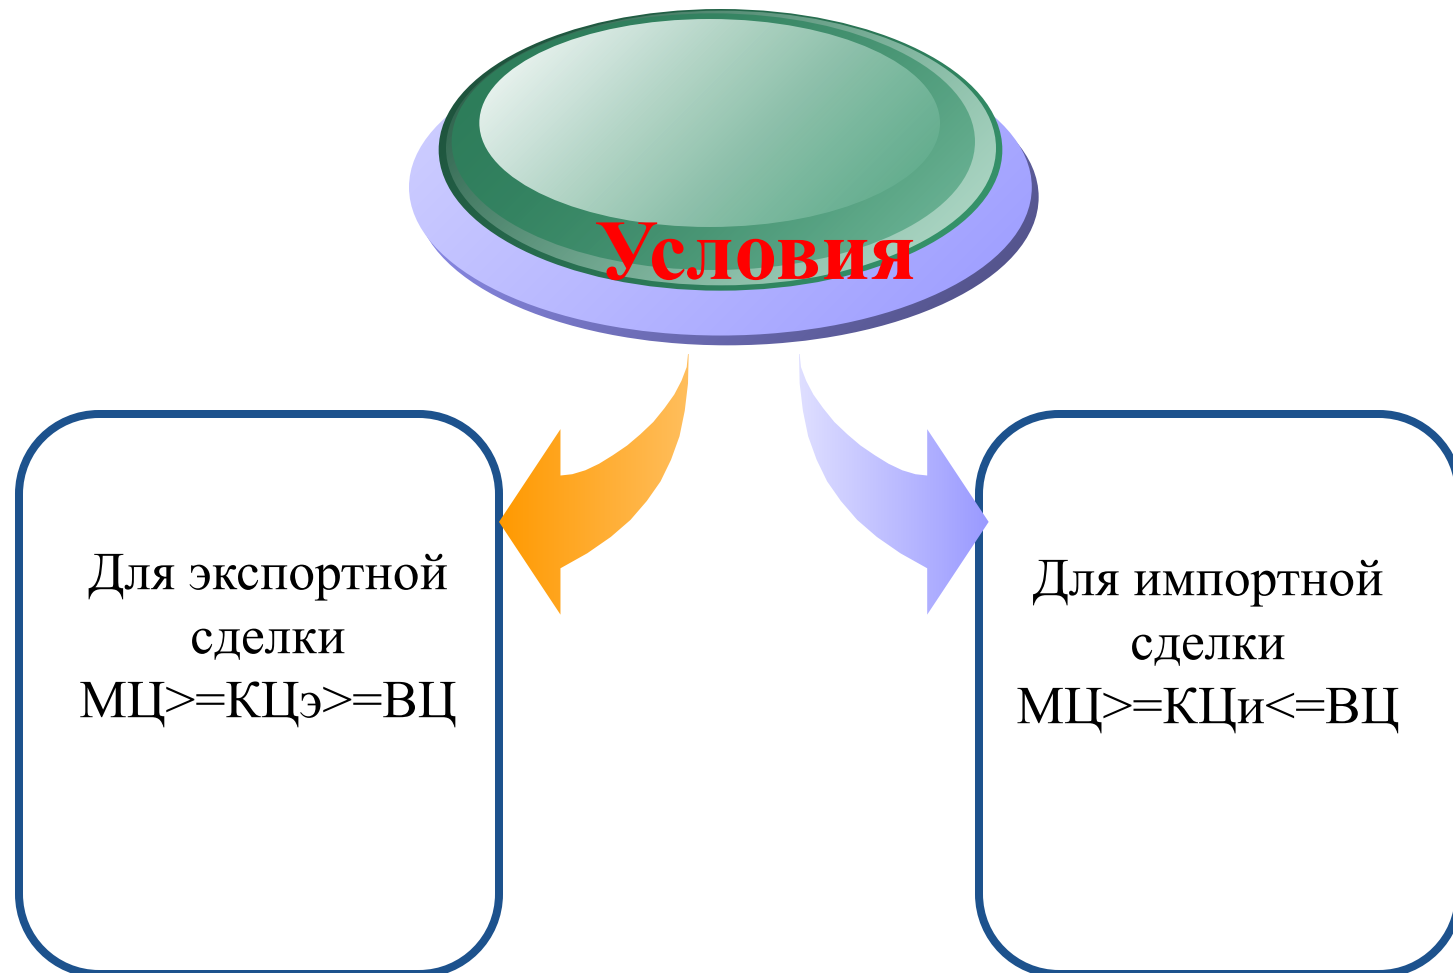 Условия
Для экспортной
сделки
МЦ>=КЦэ>=ВЦ
Для импортной
сделки
МЦ>=КЦи<=ВЦ